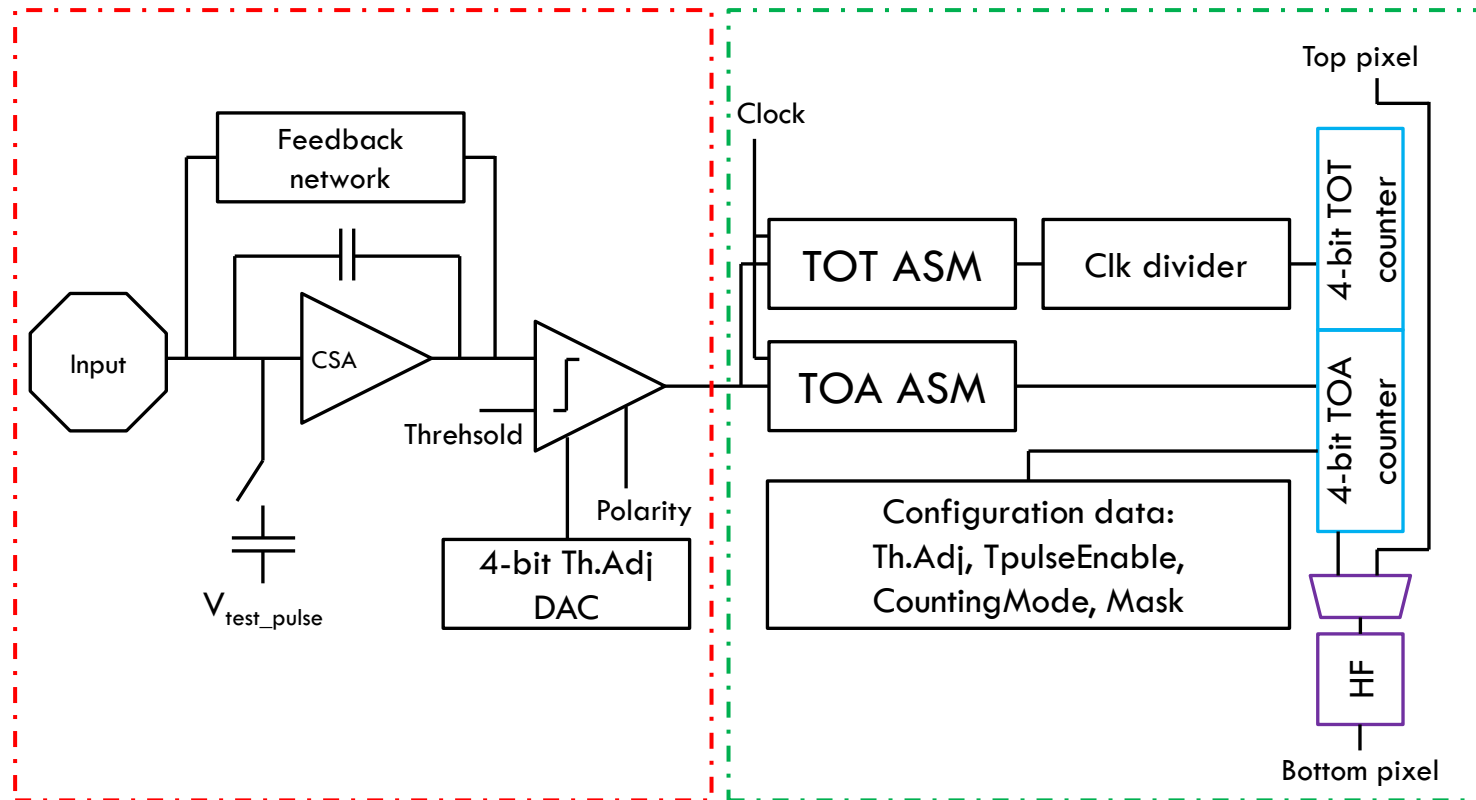 Top pixel
Clock
Feedback
network
4-bit TOT
counter
TOT ASM
Clk divider
Input
CSA
TOA ASM
4-bit TOA
counter
Threhsold
Polarity
Configuration data:
Th.Adj, TpulseEnable,
CountingMode, Mask
4-bit Th.Adj
DAC
Vtest_pulse
HF
Bottom pixel